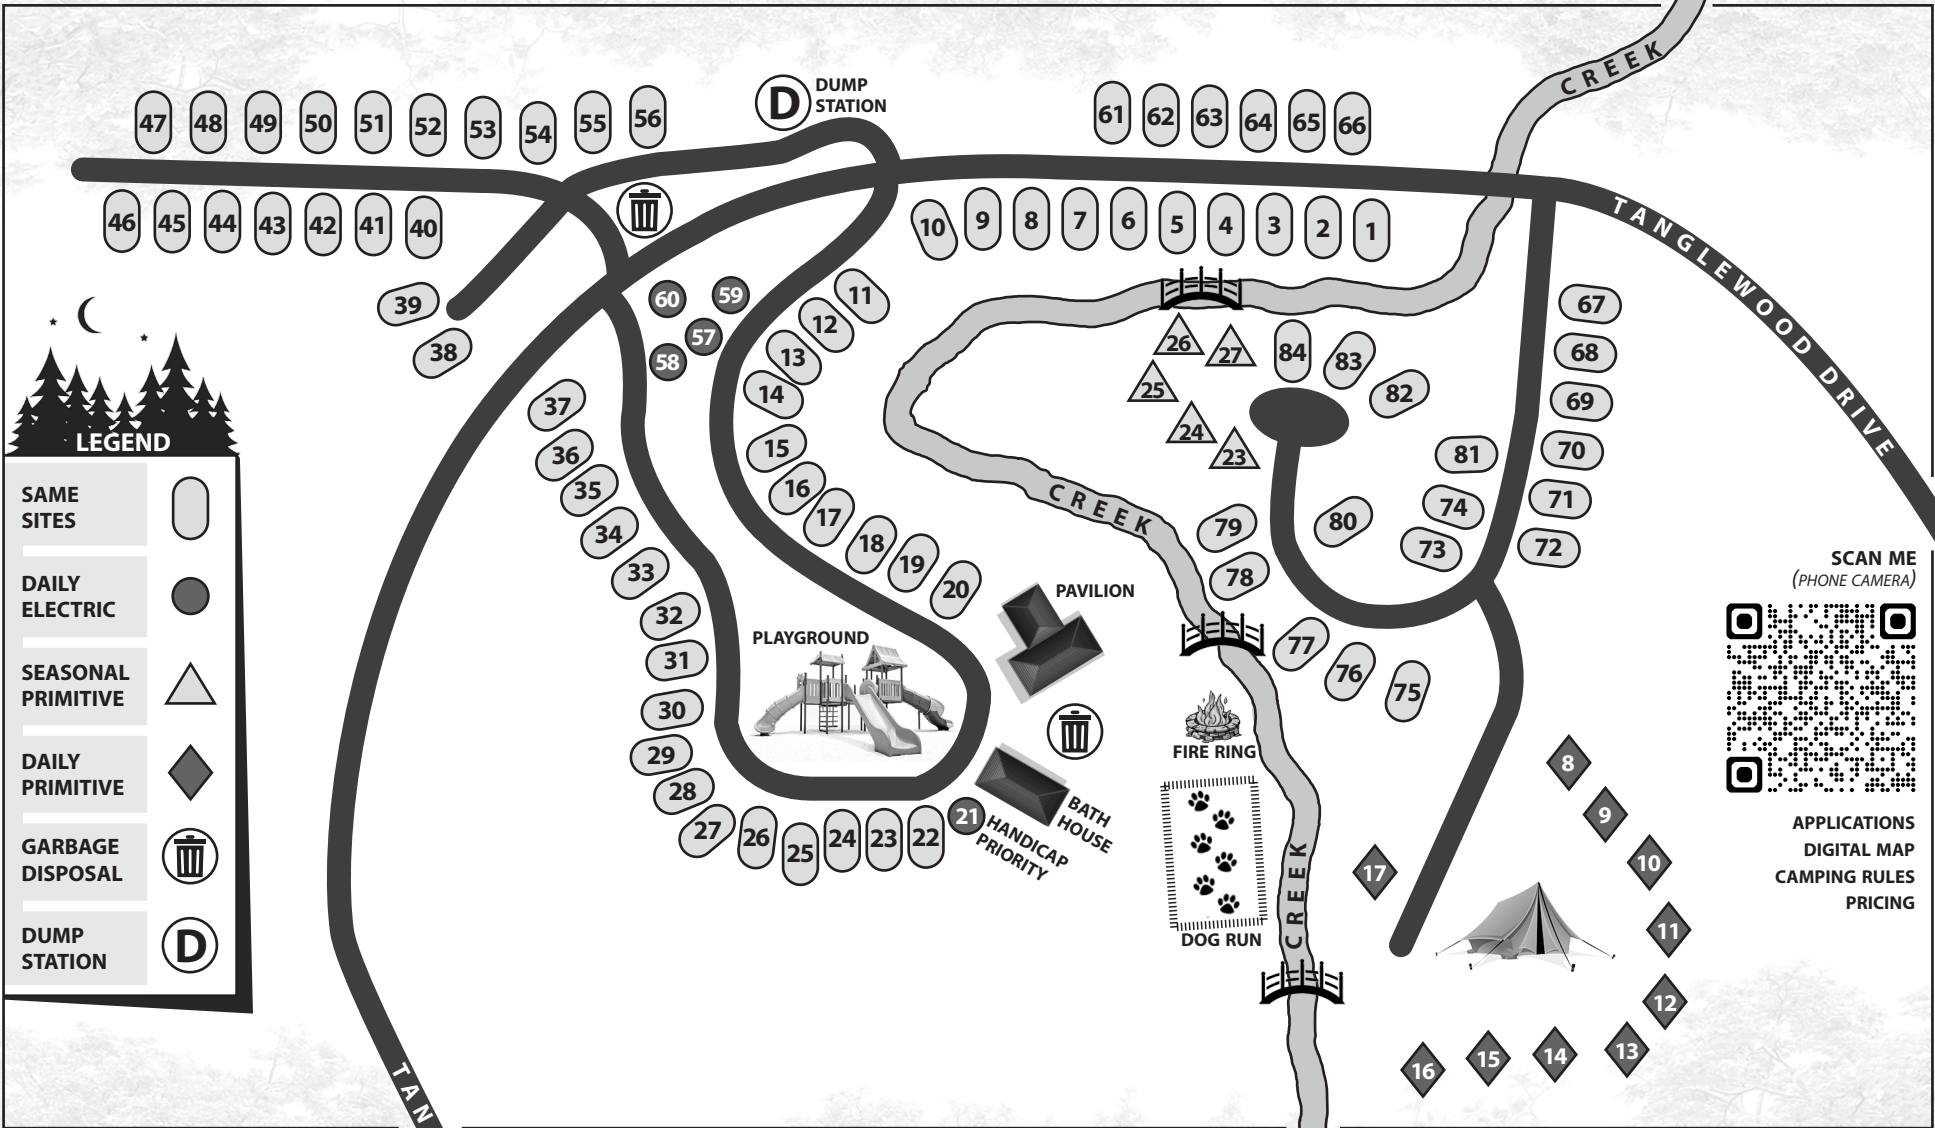 CREEK
D
DUMP
STATION
47 48 49 50 51 52 53 54 55 56
61 62 63 64 65 66
46 45 44 43 42 41 40
10 9 8 7 6 5 4 3 2 1
TANGLEWOOD DRIVE
39
38
60 59
57
58
11
12
13
14
15
16
17
18
19
20
26 27
25
24
23
84 83
82
67
68
69
70
71
72
81
74
73
80
79
78
77
76
75
CREEK
37
36
35
34
33
32
31
30
29
28
27 26 25 24 23 22
21
HANDICAP
PRIORITY
PLAYGROUND
PAVILION
BATH
HOUSE
FIRE RING
DOG RUN
CREEK
8
9
10
11
12
13
14
15
16
17
TAN
LEGEND
SAME
SITES
DAILY
ELECTRIC
SEASONAL
PRIMITIVE
DAILY
PRIMITIVE
GARBAGE
DISPOSAL
DUMP
STATION
D
SCAN ME
(PHONE CAMERA)
APPLICATIONS
DIGITAL MAP
CAMPING RULES
PRICING